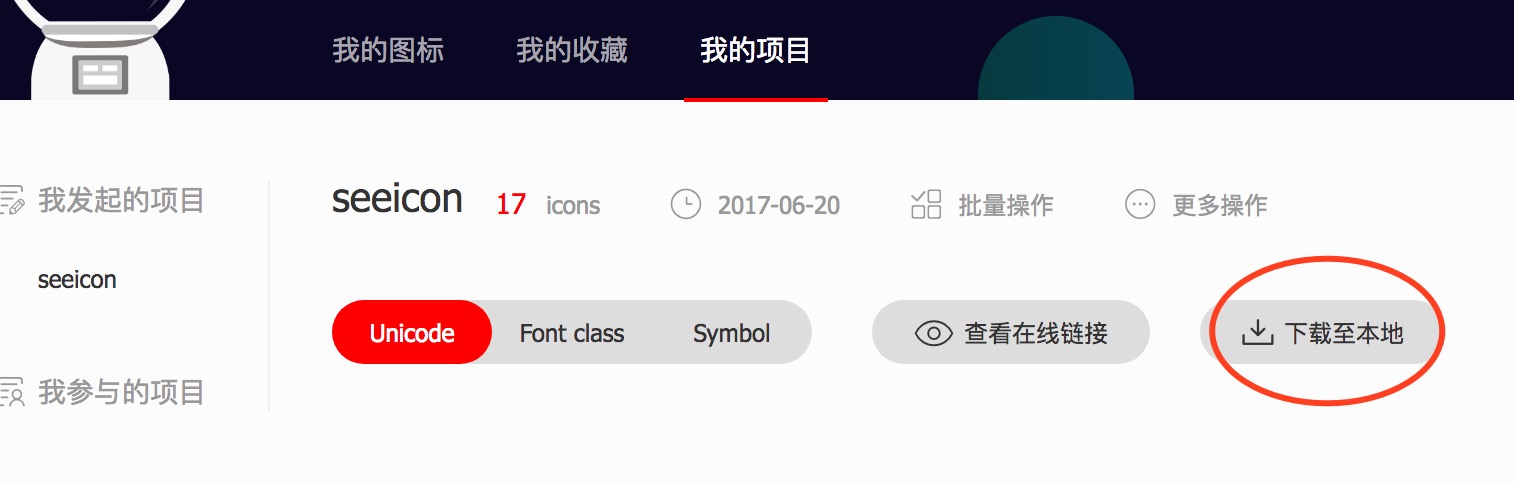 我的图标 我的收藏 我的项目
我发起的项目
seeicon
我参与的项目
seeicon 17 icons 2017-06-20 批量操作 更多操作
Unicode Font class Symbol 查看在线链接 下载至本地